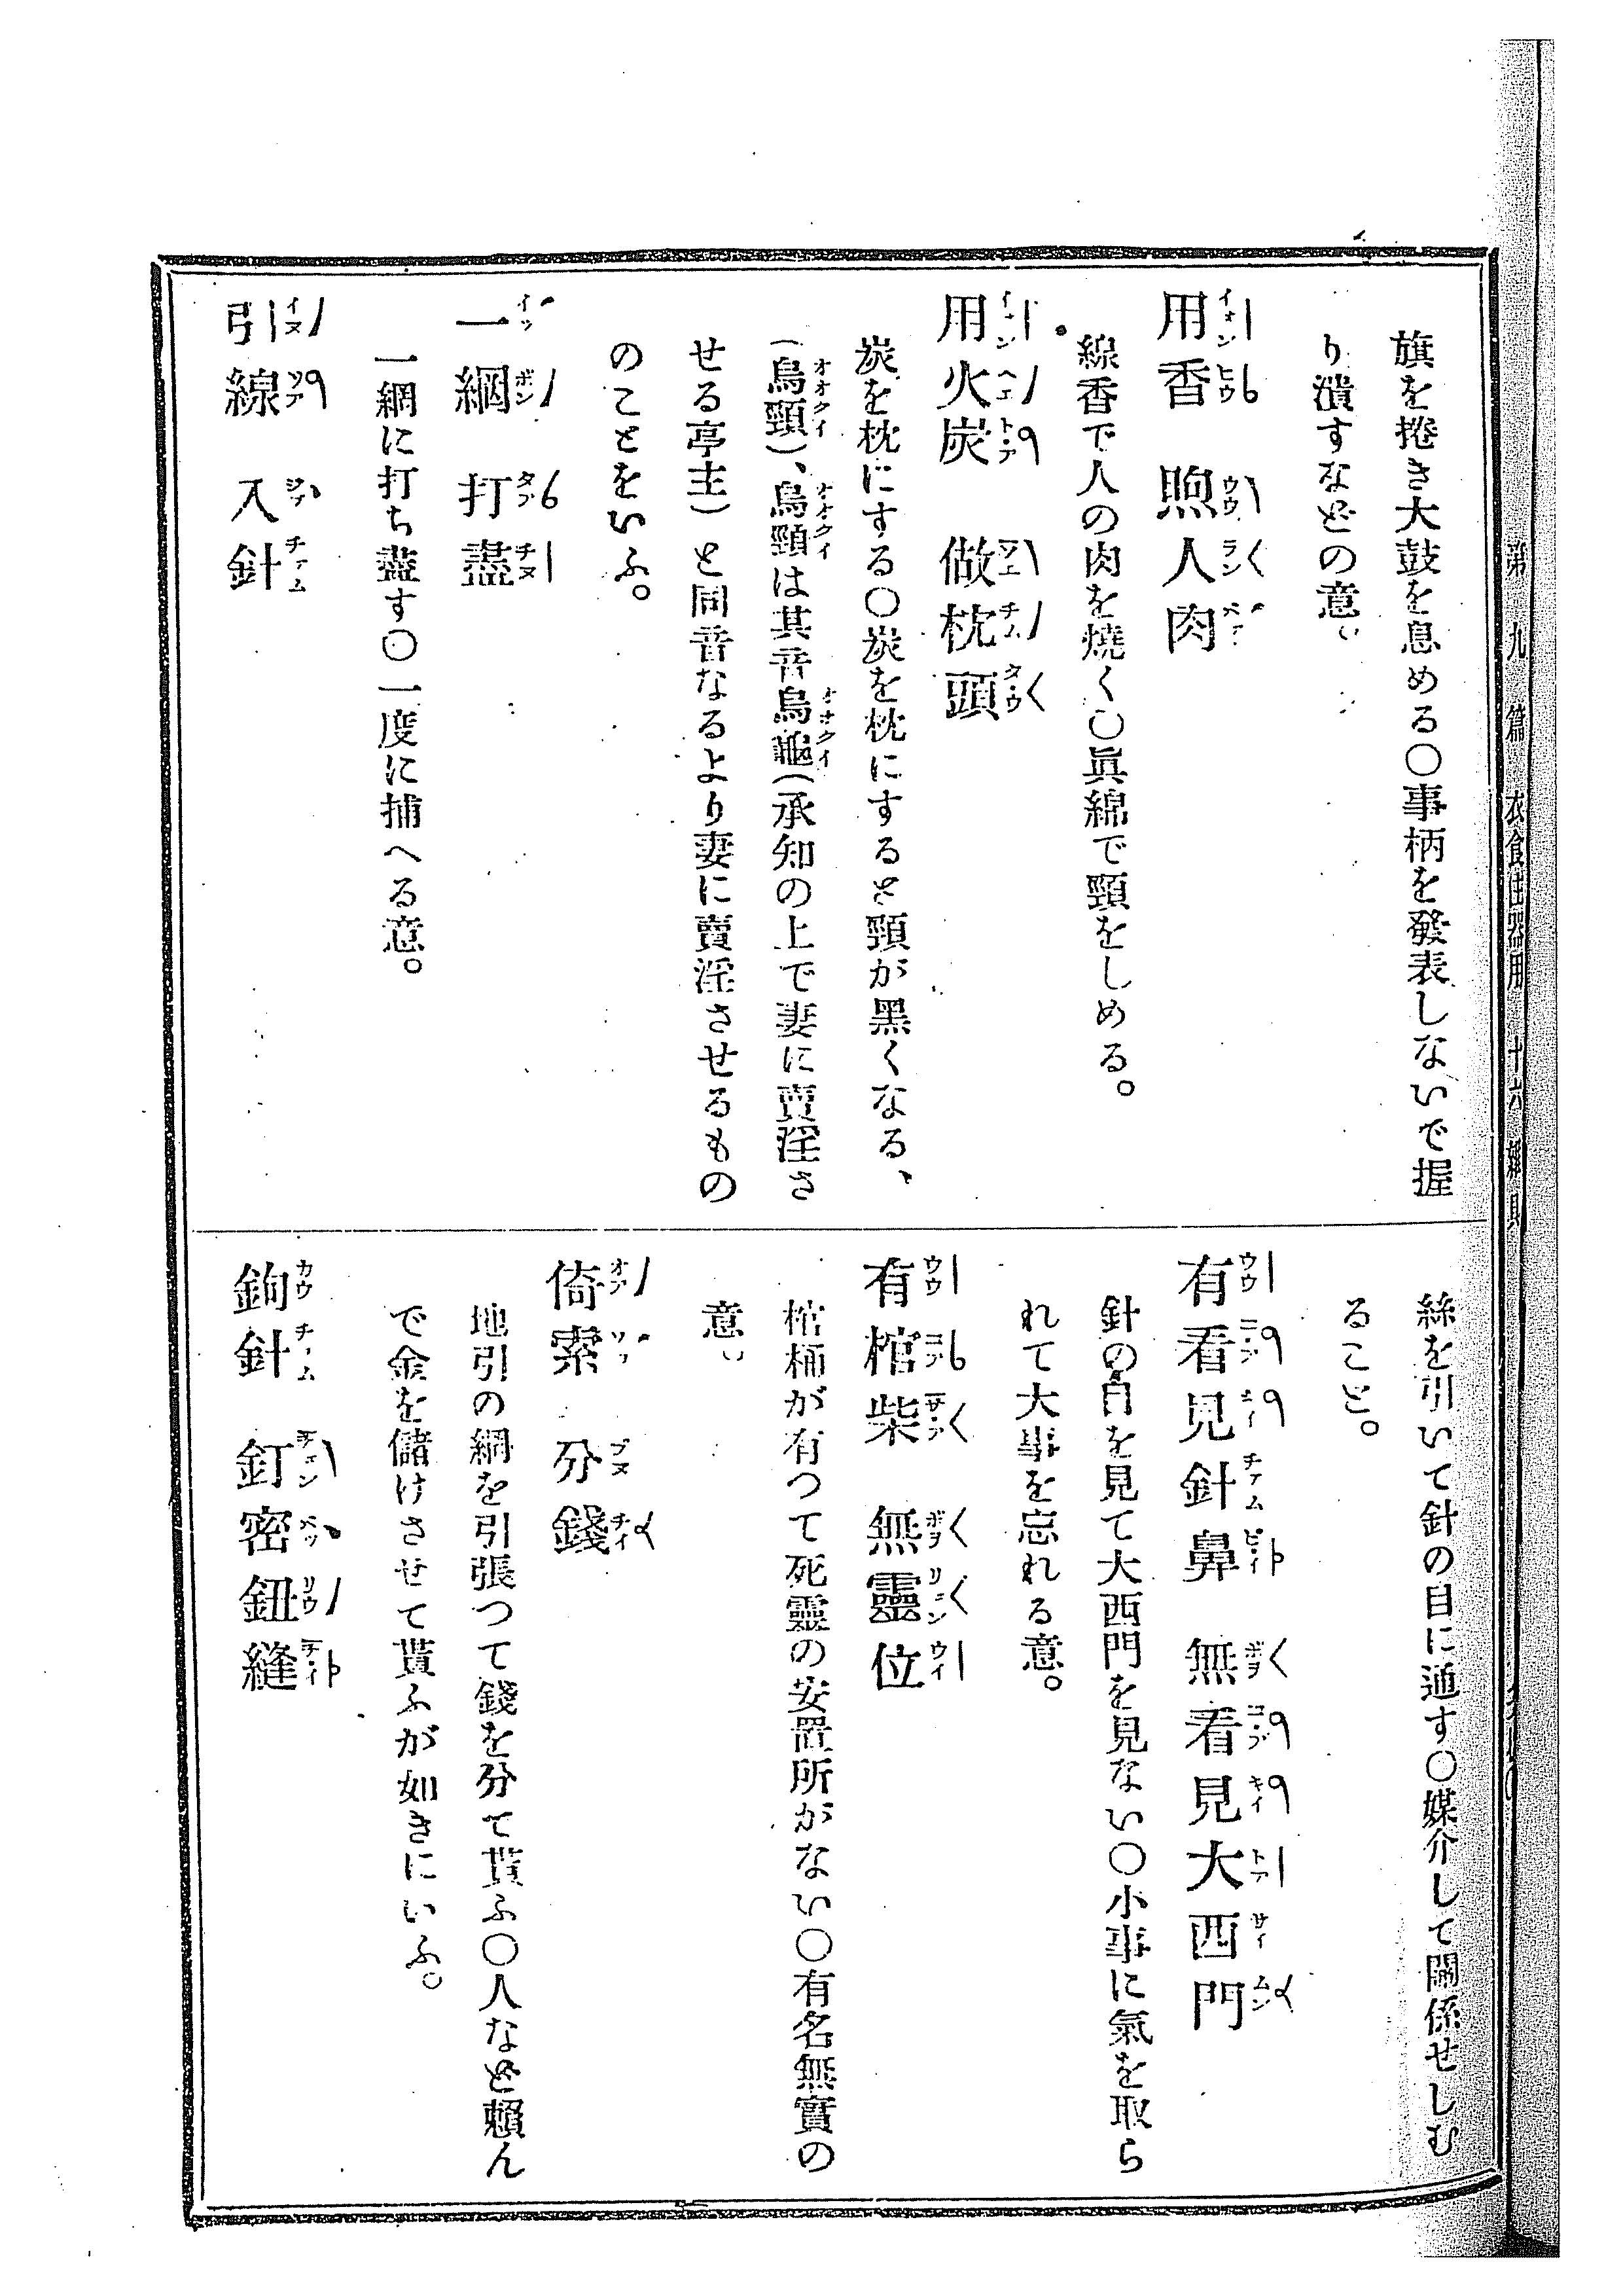 第九篇 衣食住器用 十六
旗を捲き大鼓を息める〇事柄を發表しないで握
り潰すなどの意。
用香 煦人肉
線香で人の肉を燒く〇眞綿で頸をしめる。
用火炭 做枕頭
炭を枕にする〇炭を枕にすると頸が黑くなる、
(烏頸)、烏頸は其音烏龜(承知の上で妻に賣淫さ
せる亭主)と同音なるより妻に賣淫させるもの
のことをいふ。
一網 打盡
一網に打ち盡す〇一度に捕へる意。
引線 入針
絲を引いて針の目に通す〇媒介して關係せしむ
ること。
有看見針鼻 無看見大西門
針の目を見て大西門を見ない〇小事に氣を取ら
れて大事を忘れる意。
有棺柴 無靈位
棺桶が有つて死靈の安置所がない〇有名無實の
意。
倚索 分錢
地引の綱を引張つて錢を分て貰ふ〇人など賴ん
で金を儲けさせて貰ふが如きにいふ。
鉤針 釘密鈕縫